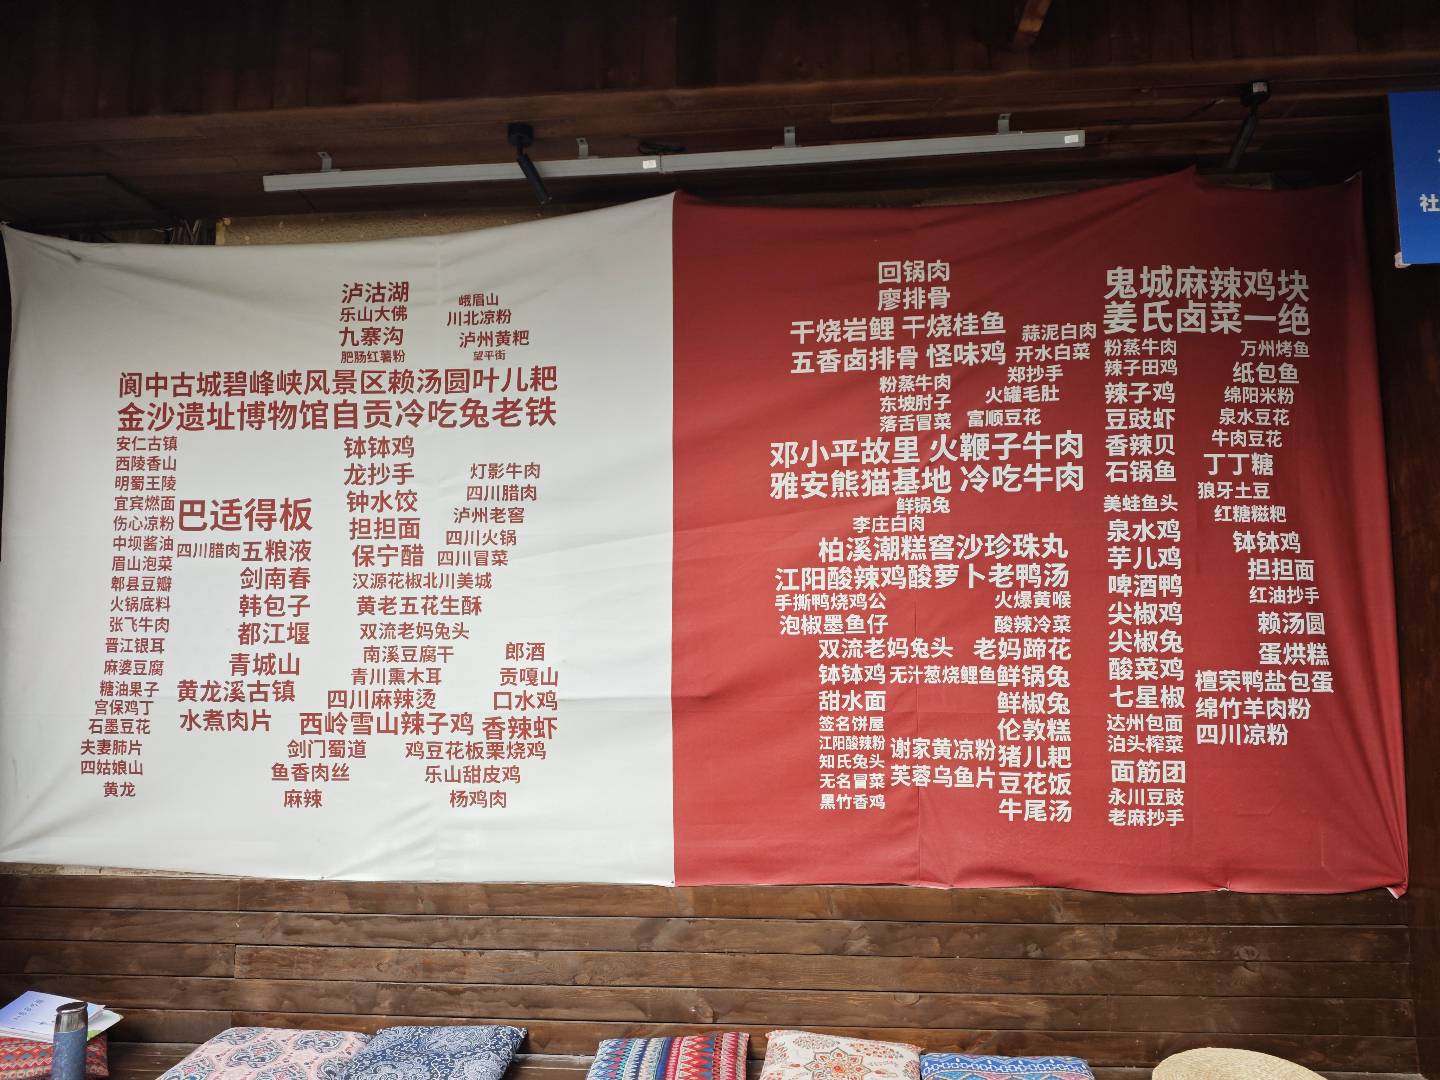 泸沽湖
乐山大佛
九寨沟
肥肠红薯粉
峨眉山
川北凉粉
泸州黄粑
望平街
阆中古城碧峰峡风景区赖汤圆叶儿耙
金沙遗址博物馆自贡冷吃兔老铁
安仁古镇
西陵香山
明蜀王陵
宜宾燃面
伤心凉粉
中坝酱油
眉山泡菜
郫县豆瓣
火锅底料
张飞牛肉
晋江银耳
麻婆豆腐
糖油果子
宫保鸡丁
石墨豆花
夫妻肺片
四姑娘山
黄龙
巴适得板
四川腊肉五粮液
剑南春
韩包子
都江堰
青城山
黄龙溪古镇
水煮肉片
钵钵鸡
龙抄手
钟水饺
担担面
保宁醋
灯影牛肉
四川腊肉
泸州老窖
四川火锅
四川冒菜
汉源花椒北川美城
黄老五花生酥
双流老妈兔头
南溪豆腐干
青川熏木耳
四川麻辣烫
西岭雪山辣子鸡
郎酒
贡嘎山
口水鸡
香辣虾
剑门蜀道
鱼香肉丝
麻辣
鸡豆花板栗烧鸡
乐山甜皮鸡
杨鸡肉
回锅肉
廖排骨
干烧岩鲤 干烧桂鱼
五香卤排骨 怪味鸡
蒜泥白肉
开水白菜
粉蒸牛肉
东坡肘子
落舌冒菜
郑抄手
火罐毛肚
富顺豆花
邓小平故里 火鞭子牛肉
雅安熊猫基地 冷吃牛肉
鲜锅兔
李庄白肉
柏溪潮糕窖沙珍珠丸
江阳酸辣鸡酸萝卜老鸭汤
手撕鸭烧鸡公
泡椒墨鱼仔
火爆黄喉
酸辣冷菜
双流老妈兔头 老妈蹄花
钵钵鸡 无汁葱烧鲤鱼鲜锅兔
甜水面
签名饼屋
江阳酸辣粉
知氏兔头
无名冒菜
黑竹香鸡
谢家黄凉粉
芙蓉乌鱼片
鲜椒兔
伦敦糕
猪儿粑
豆花饭
牛尾汤
鬼城麻辣鸡块
姜氏卤菜一绝
粉蒸牛肉
辣子田鸡
辣子鸡
豆豉虾
香辣贝
石锅鱼
美蛙鱼头
泉水鸡
芋儿鸡
啤酒鸭
尖椒鸡
尖椒兔
酸菜鸡
七星椒
达州包面
泊头榨菜
面筋团
永川豆豉
老麻抄手
万州烤鱼
纸包鱼
绵阳米粉
泉水豆花
牛肉豆花
丁丁糖
狼牙土豆
红糖糍粑
钵钵鸡
担担面
红油抄手
赖汤圆
蛋烘糕
檀荣鸭盐包蛋
绵竹羊肉粉
四川凉粉
社